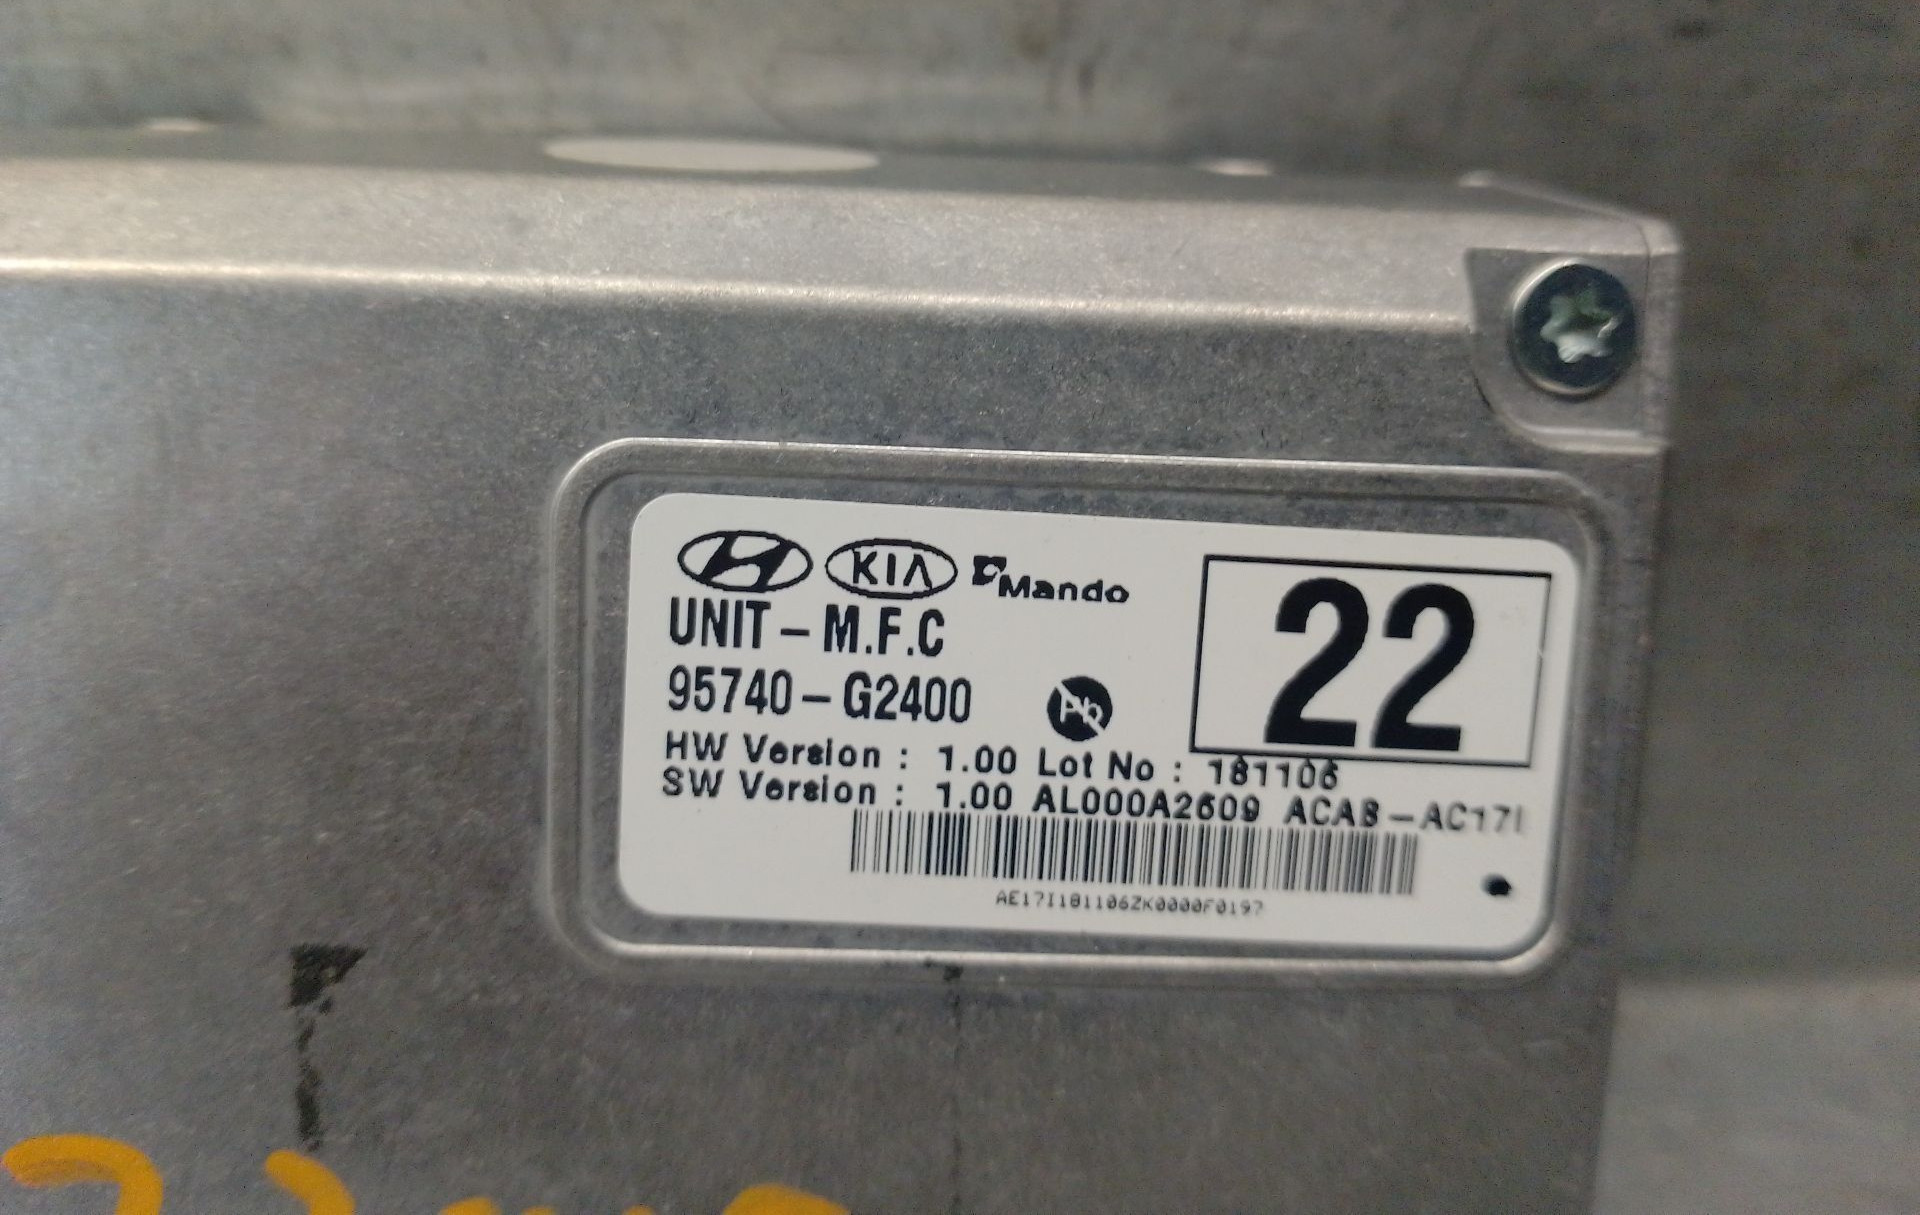 KIA Mando
UNIT - M.F.C
22
95740 - G2400
Pb
HW Version : 1.00 Lot No : 181106
SW Version : 1.00 AL000A2609 ACAB - AC17I
AE17I181106ZK0000F0197